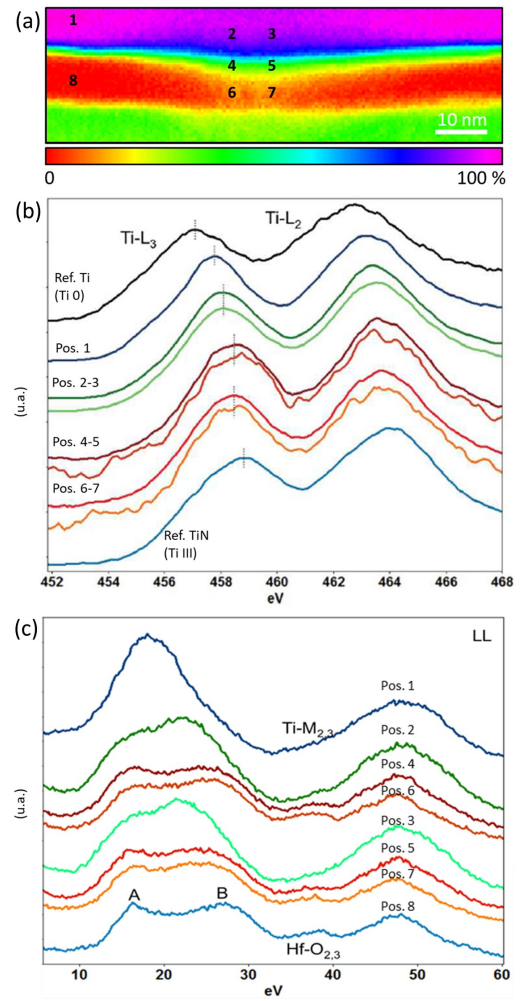 (a)
1
2 3
4 5
8
6 7
10 nm
0
100 %
(b)
Ti-L3
Ti-L2
Ref. Ti
(Ti 0)
Pos. 1
Pos. 2-3
(u.a.)
Pos. 4-5
Pos. 6-7
Ref. TiN
(Ti III)
452 454 456 458 460 462 464 466 468
eV
(c)
LL
Pos. 1
Ti-M2,3
Pos. 2
Pos. 4
Pos. 6
(u.a.)
Pos. 3
Pos. 5
Pos. 7
A B
Pos. 8
Hf-O2,3
10 20 30 40 50 60
eV